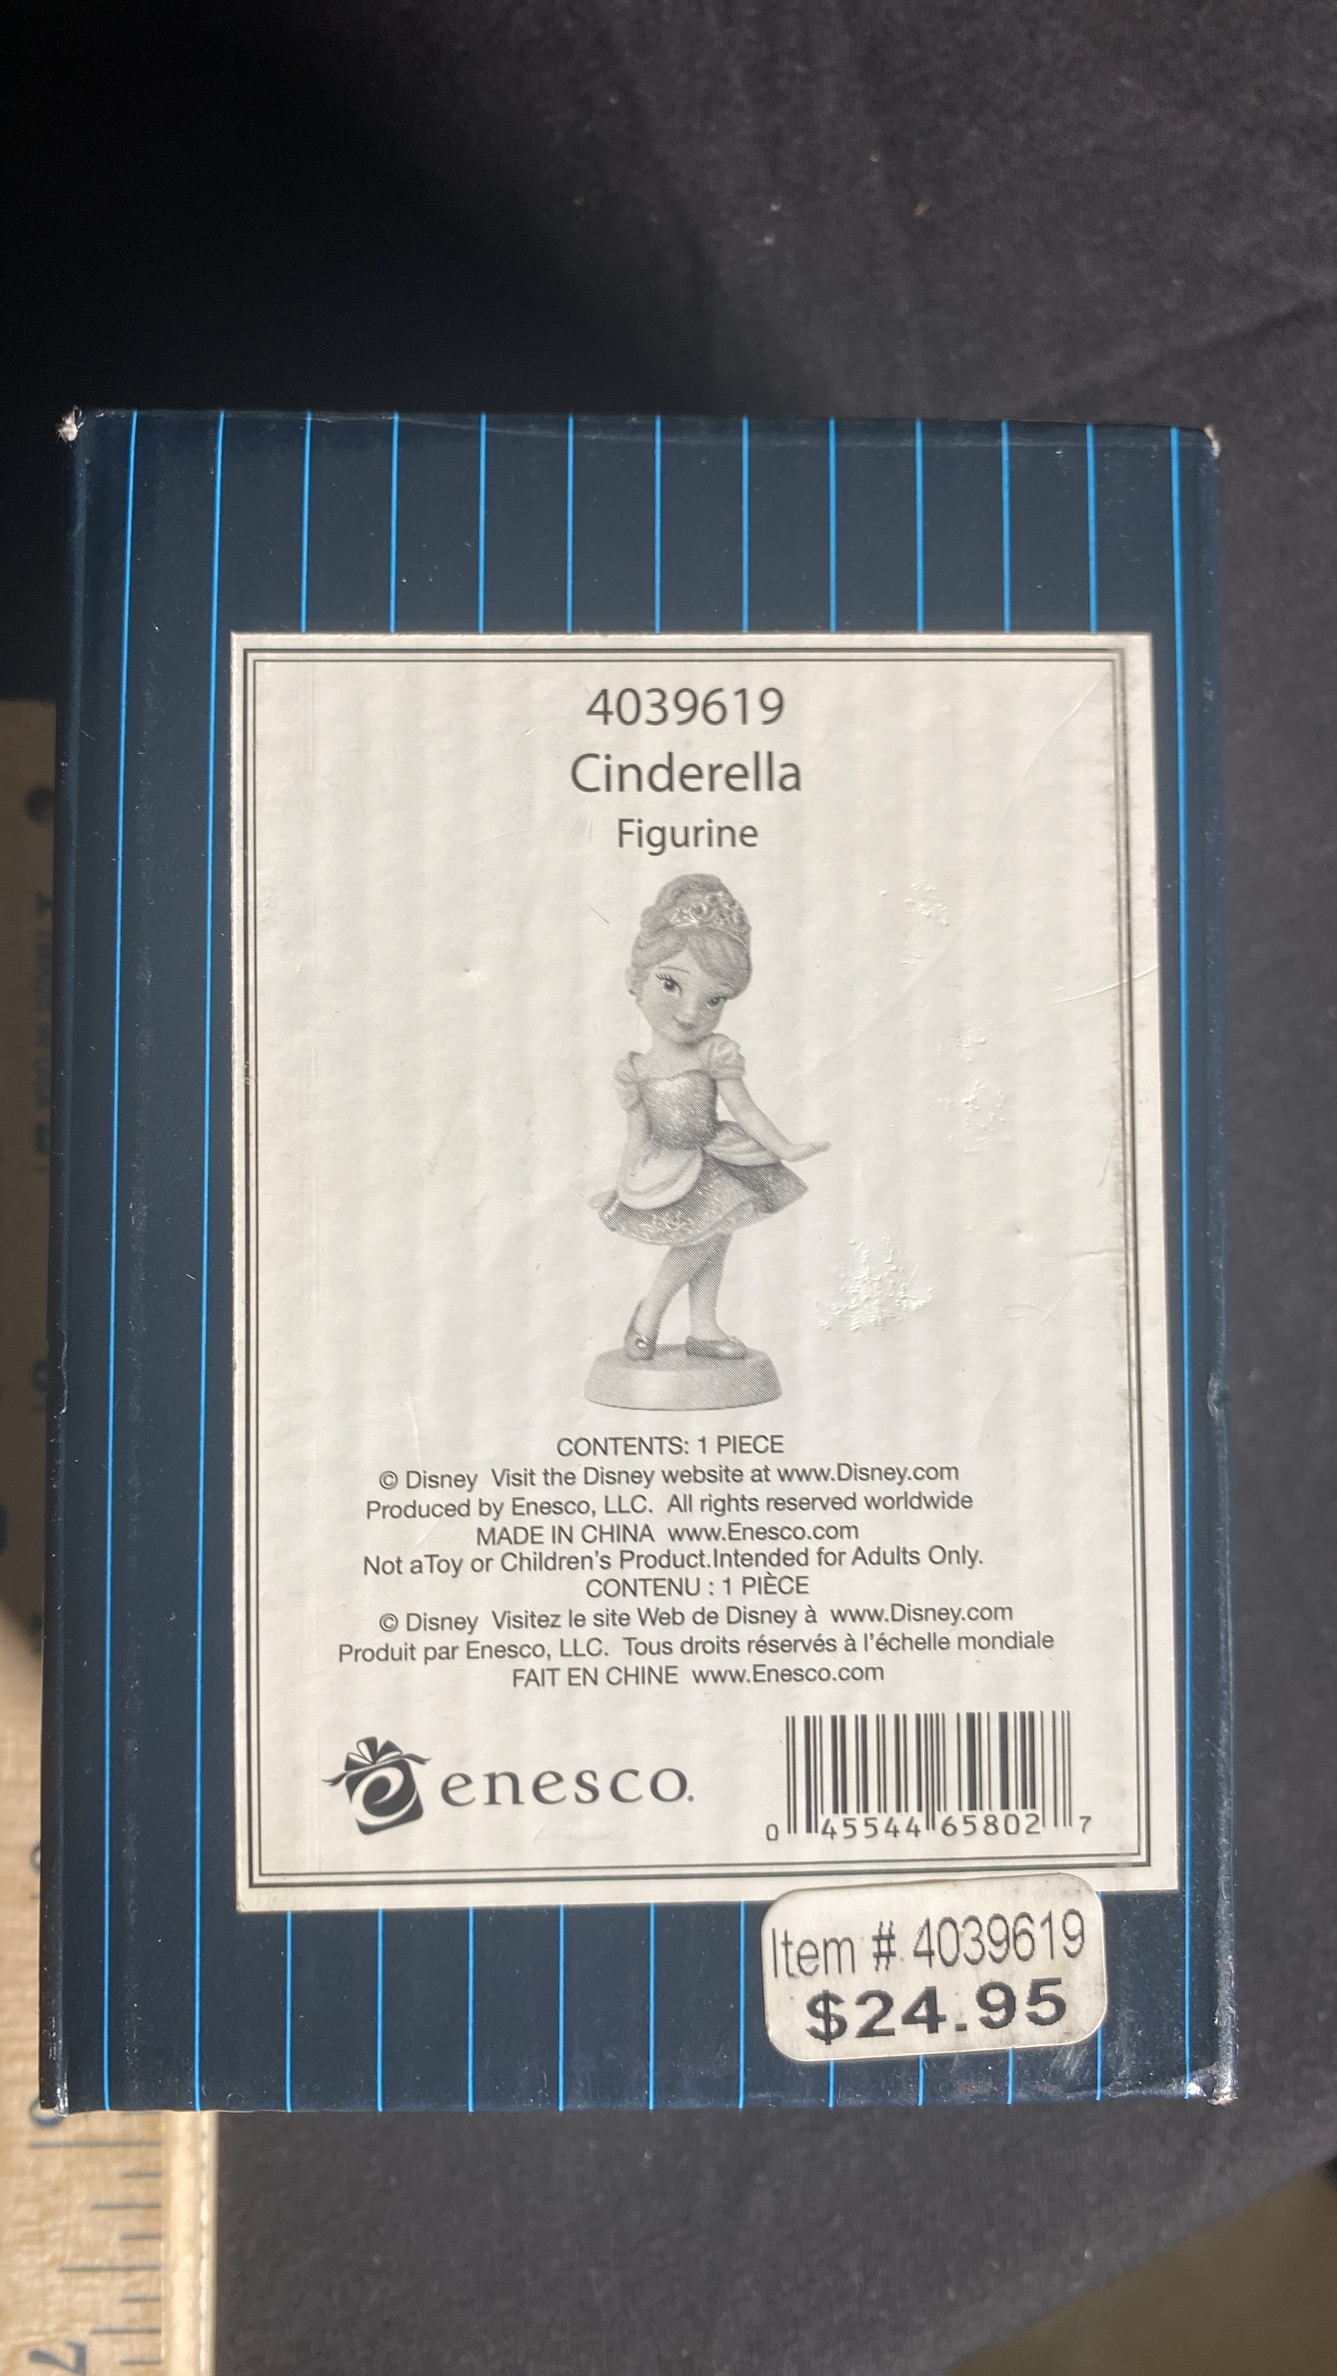 4039619
Cinderella
Figurine
CONTENTS: 1 PIECE
© Disney Visit the Disney website at www.Disney.com
Produced by Enesco, LLC. All rights reserved worldwide
MADE IN CHINA www.Enesco.com
Not aToy or Children's Product.Intended for Adults Only.
CONTENU : 1 PIÈCE
© Disney Visitez le site Web de Disney à www.Disney.com
Produit par Enesco, LLC. Tous droits réservés à l'échelle mondiale
FAIT EN CHINE www.Enesco.com
enesco.
0 45544 65802 7
Item # 4039619
$24.95
7